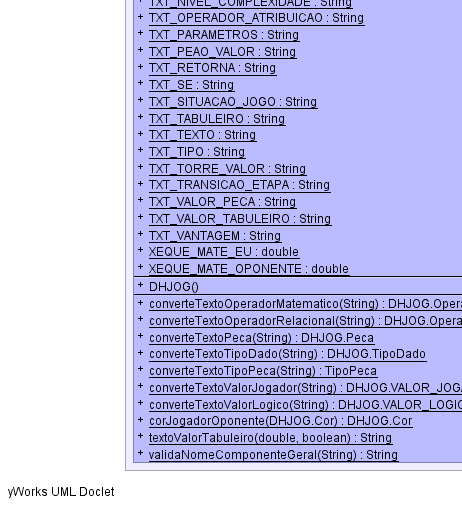 + TXT_NIVEL_COMPLEXIDADE : String
+ TXT_OPERADOR_ATRIBUICAO : String
+ TXT_PARAMETROS : String
+ TXT_PEAO_VALOR : String
+ TXT_RETORNA : String
+ TXT_SE : String
+ TXT_SITUACAO_JOGO : String
+ TXT_TABULEIRO : String
+ TXT_TEXTO : String
+ TXT_TIPO : String
+ TXT_TORRE_VALOR : String
+ TXT_TRANSICAO_ETAPA : String
+ TXT_VALOR_PECA : String
+ TXT_VALOR_TABULEIRO : String
+ TXT_VANTAGEM : String
+ XEQUE_MATE_EU : double
+ XEQUE_MATE_OPONENTE : double
+ DHJOG()
+ converteTextoOperadorMatematico(String) : DHJOG.Opera
+ converteTextoOperadorRelacional(String) : DHJOG.Opera
+ converteTextoPeca(String) : DHJOG.Peca
+ converteTextoTipoDado(String) : DHJOG.TipoDado
+ converteTextoTipoPeca(String) : TipoPeca
+ converteTextoValorJogador(String) : DHJOG.VALOR_JOGA
+ converteTextoValorLogico(String) : DHJOG.VALOR_LOGIC
+ corJogadorOponente(DHJOG.Cor) : DHJOG.Cor
+ textoValorTabuleiro(double, boolean) : String
+ validaNomeComponenteGeral(String) : String
yWorks UML Doclet